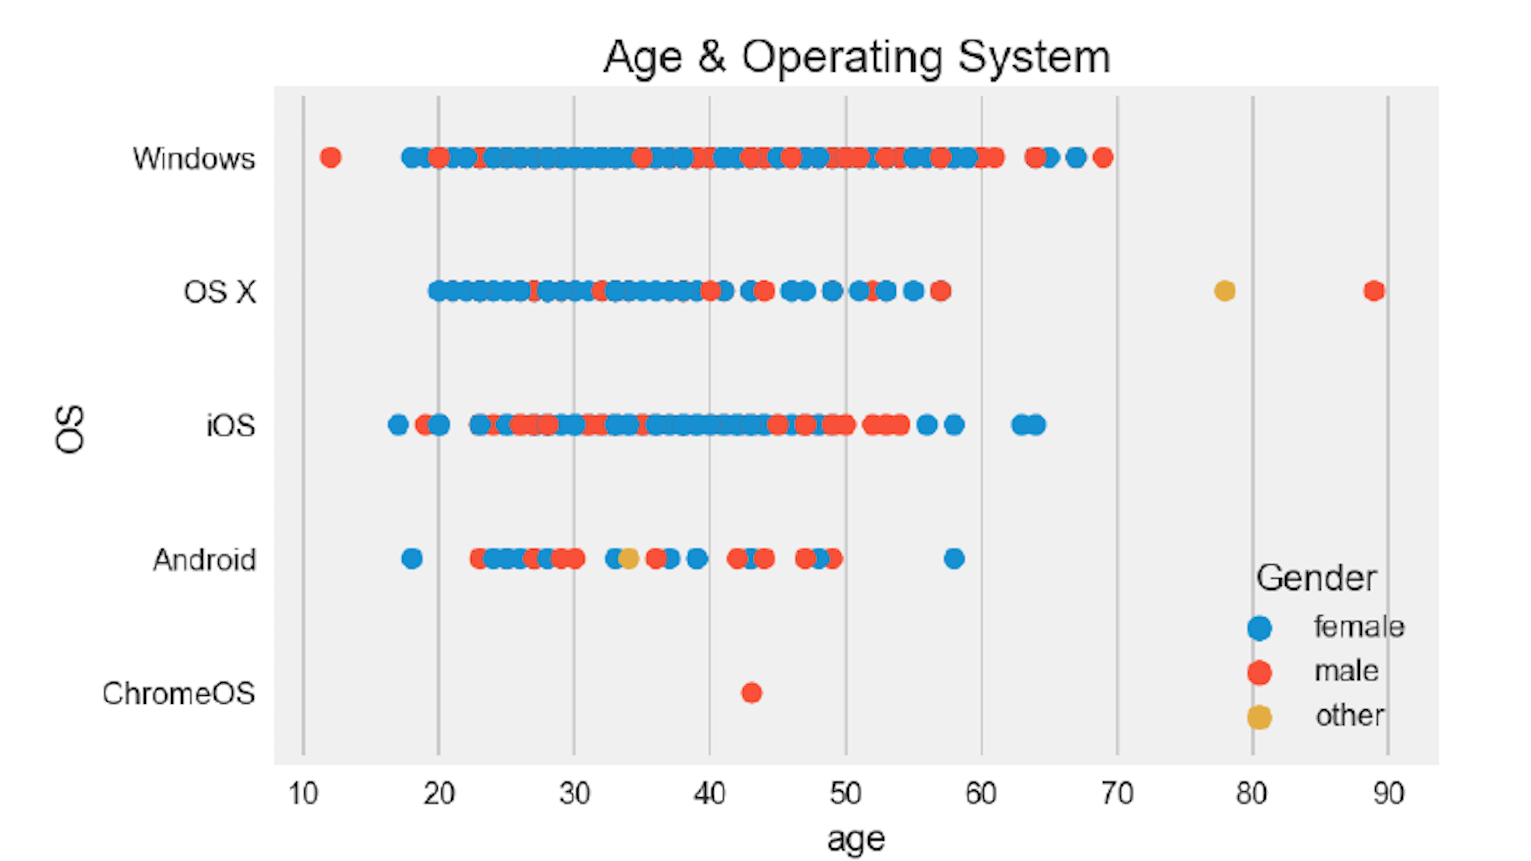 Age & Operating System
Windows
OS X
iOS
Android
ChromeOS
OS
Gender
female
male
other
10 20 30 40 50 60 70 80 90
age